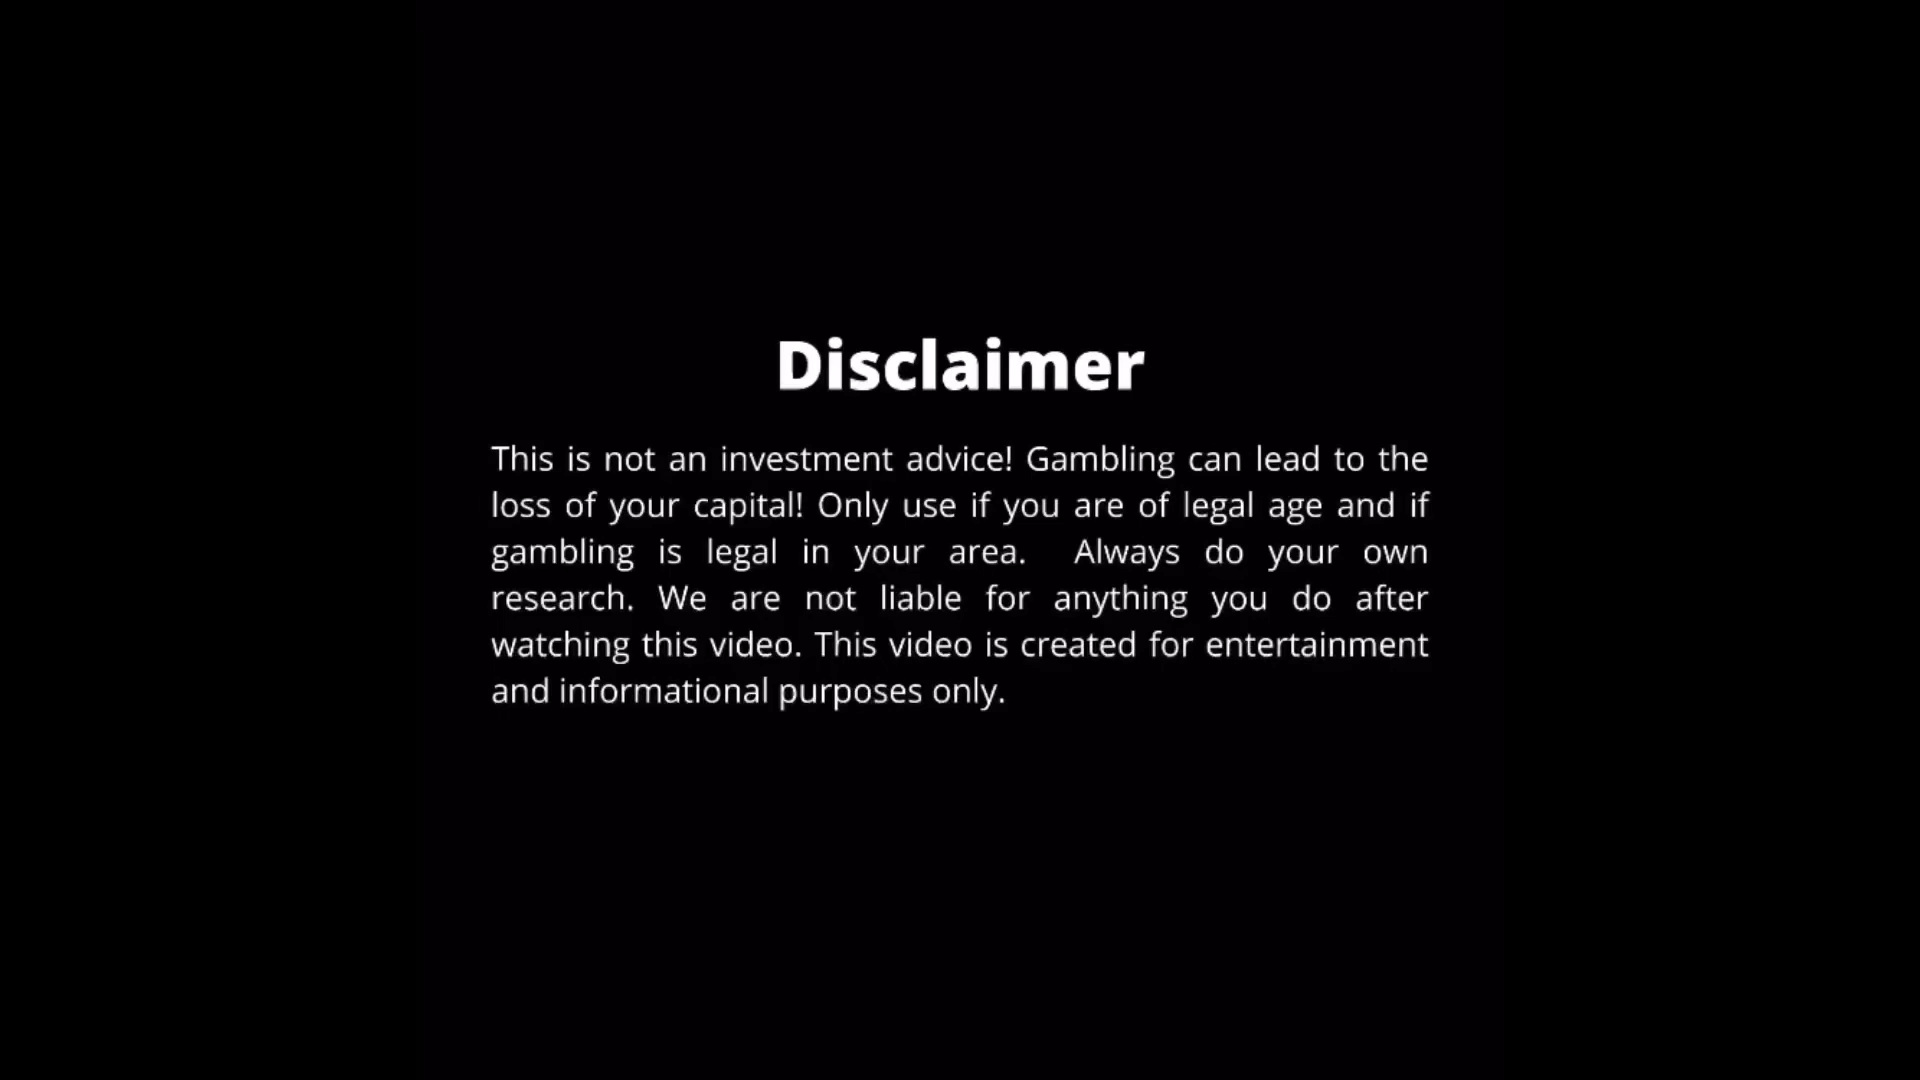 Disclaimer
This is not an investment advice! Gambling can lead to the
loss of your capital! Only use if you are of legal age and if
gambling is legal in your area. Always do your own
research. We are not liable for anything you do after
watching this video. This video is created for entertainment
and informational purposes only.